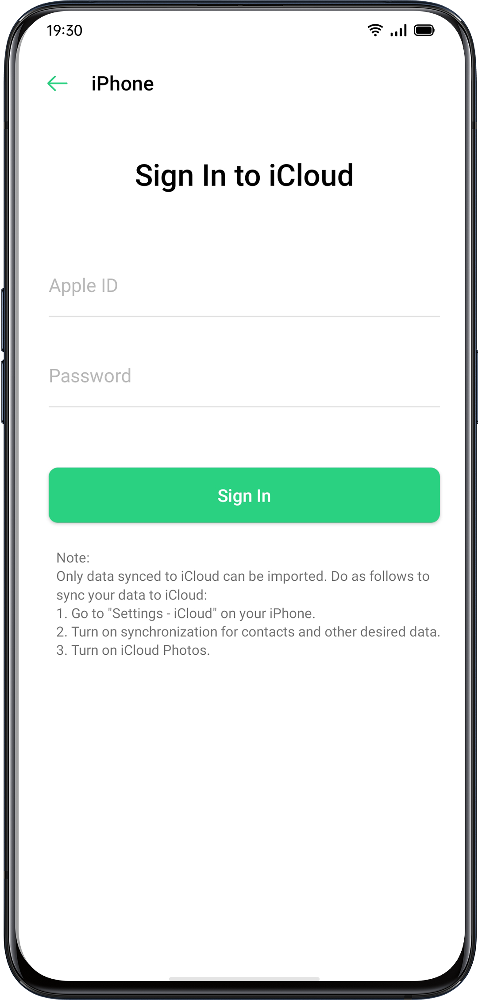 19:30
iPhone
Sign In to iCloud
Apple ID
Password
Sign In
Note:
Only data synced to iCloud can be imported. Do as follows to
sync your data to iCloud:
1. Go to "Settings - iCloud" on your iPhone.
2. Turn on synchronization for contacts and other desired data.
3. Turn on iCloud Photos.